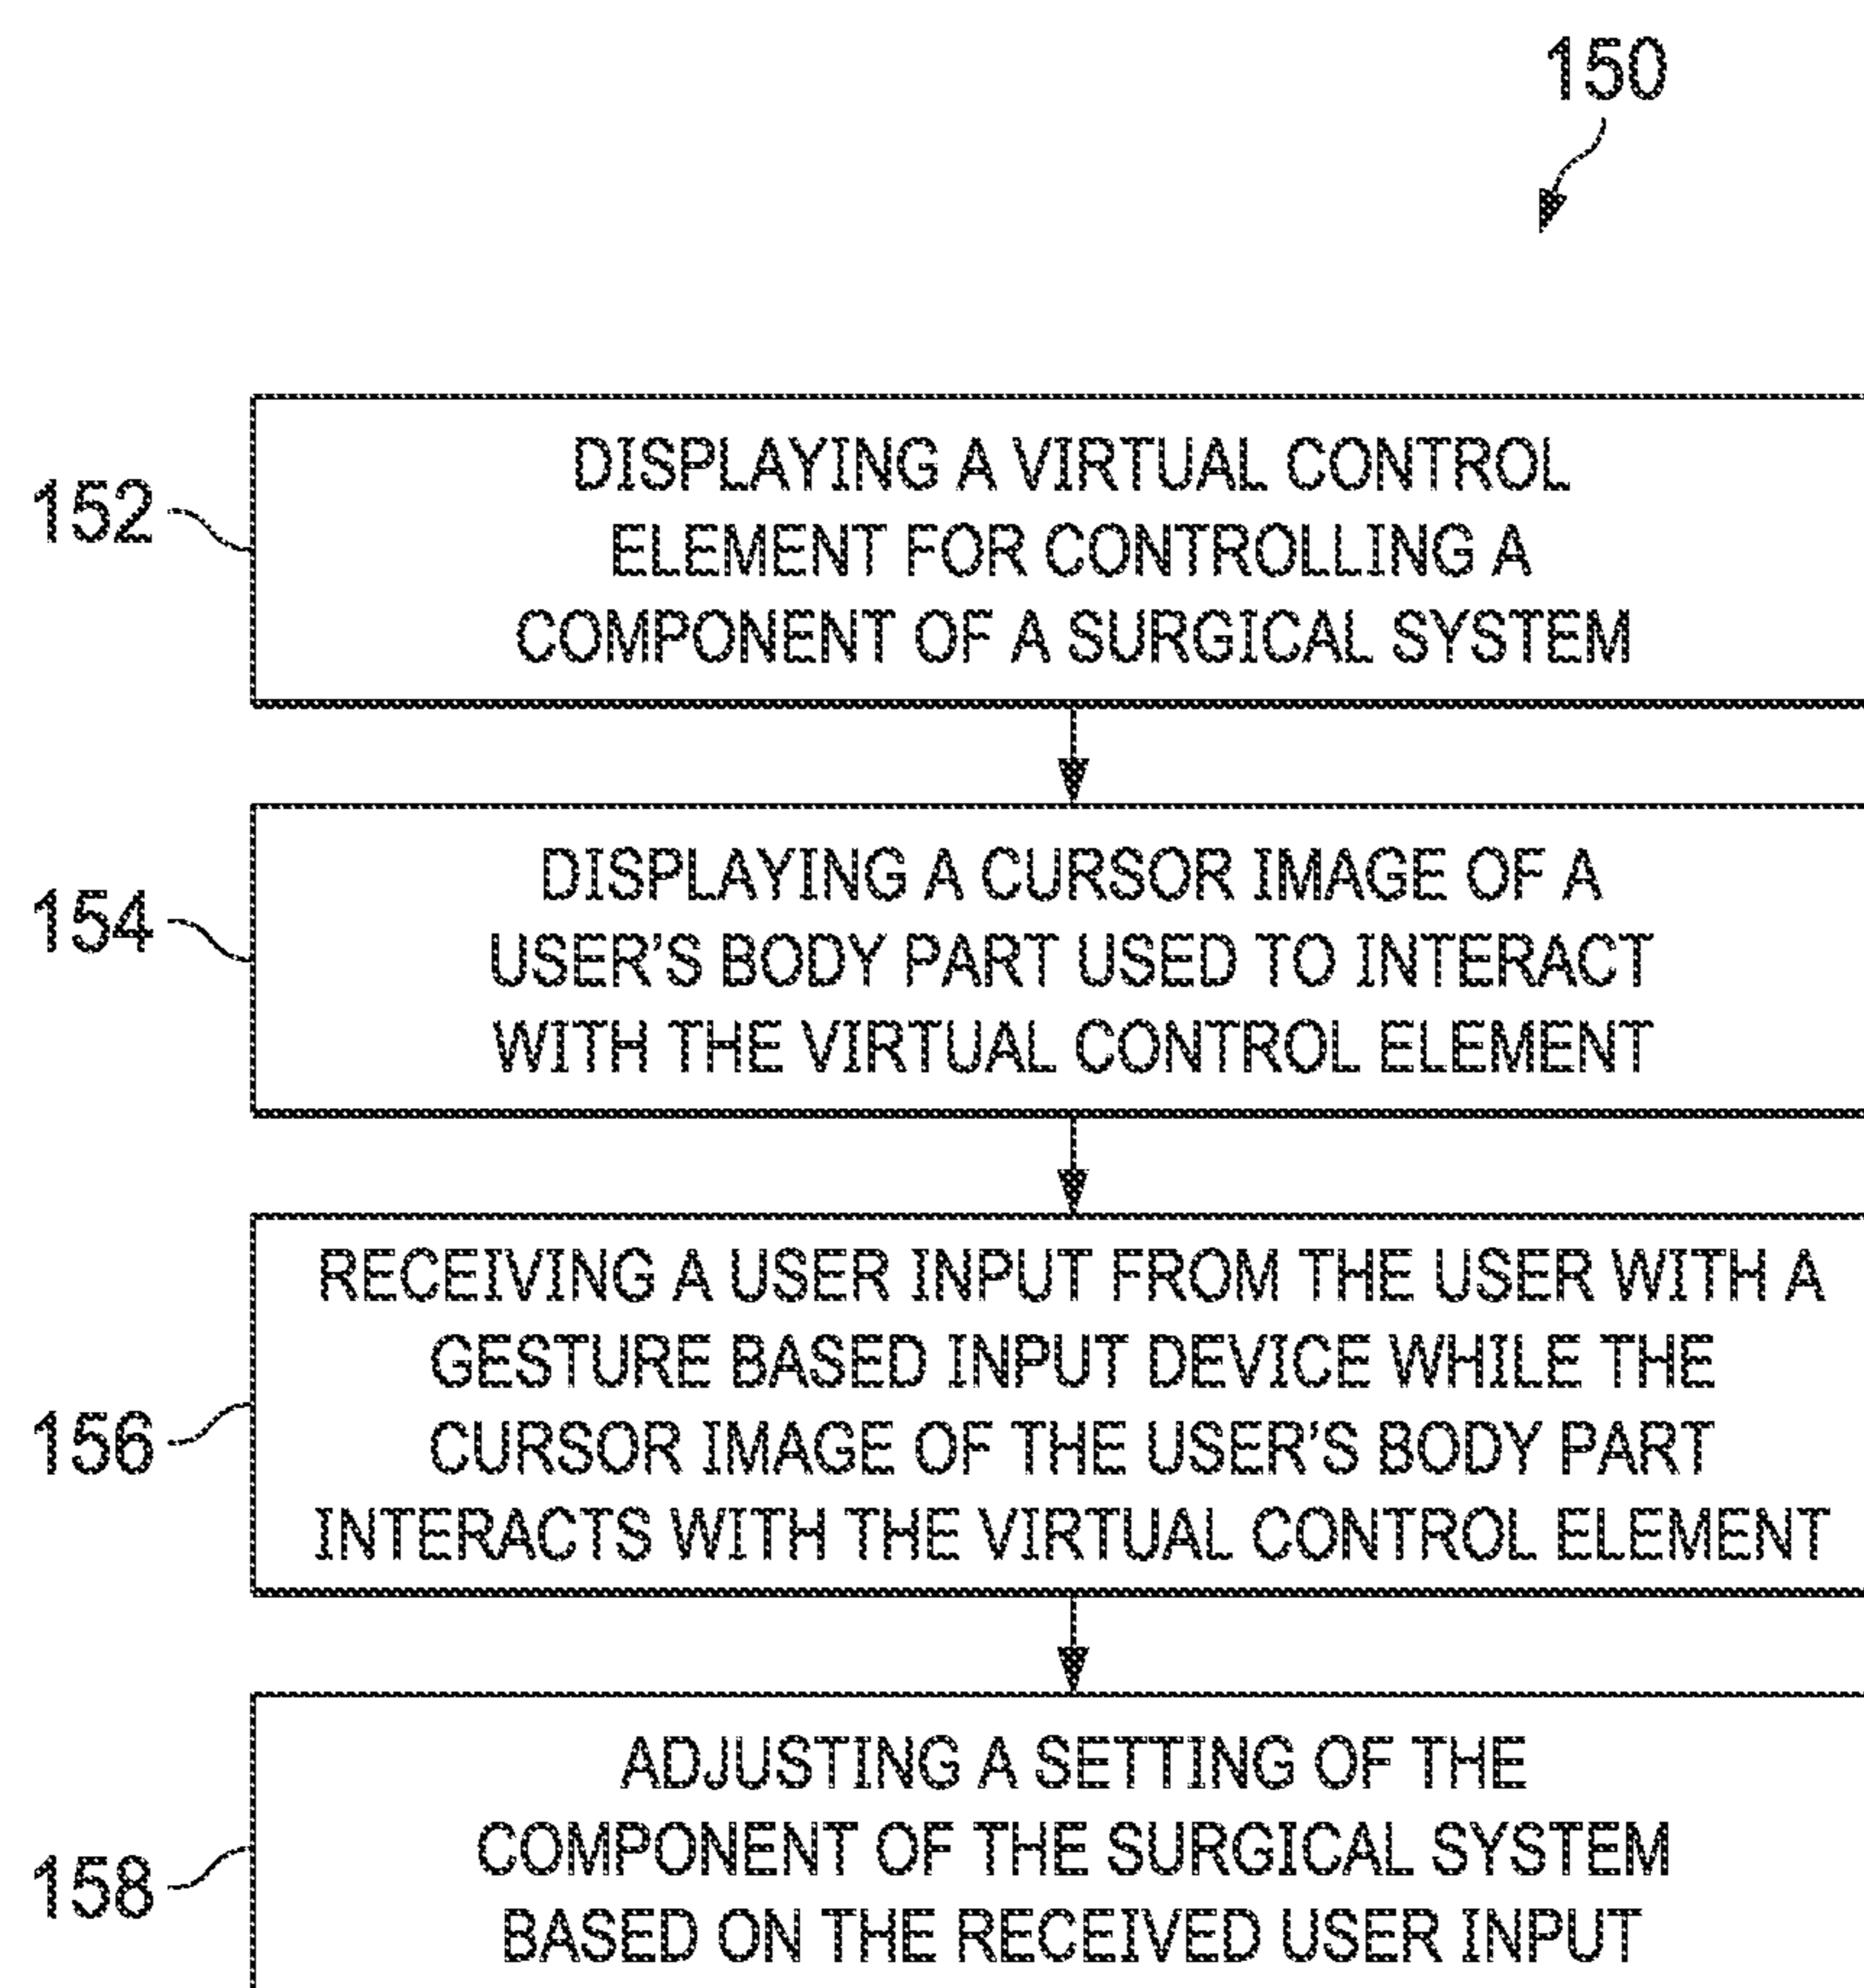 150
152
DISPLAYING A VIRTUAL CONTROL
ELEMENT FOR CONTROLLING A
COMPONENT OF A SURGICAL SYSTEM
154
DISPLAYING A CURSOR IMAGE OF A
USER'S BODY PART USED TO INTERACT
WITH THE VIRTUAL CONTROL ELEMENT
156
RECEIVING A USER INPUT FROM THE USER WITH A
GESTURE BASED INPUT DEVICE WHILE THE
CURSOR IMAGE OF THE USER'S BODY PART
INTERACTS WITH THE VIRTUAL CONTROL ELEMENT
158
ADJUSTING A SETTING OF THE
COMPONENT OF THE SURGICAL SYSTEM
BASED ON THE RECEIVED USER INPUT